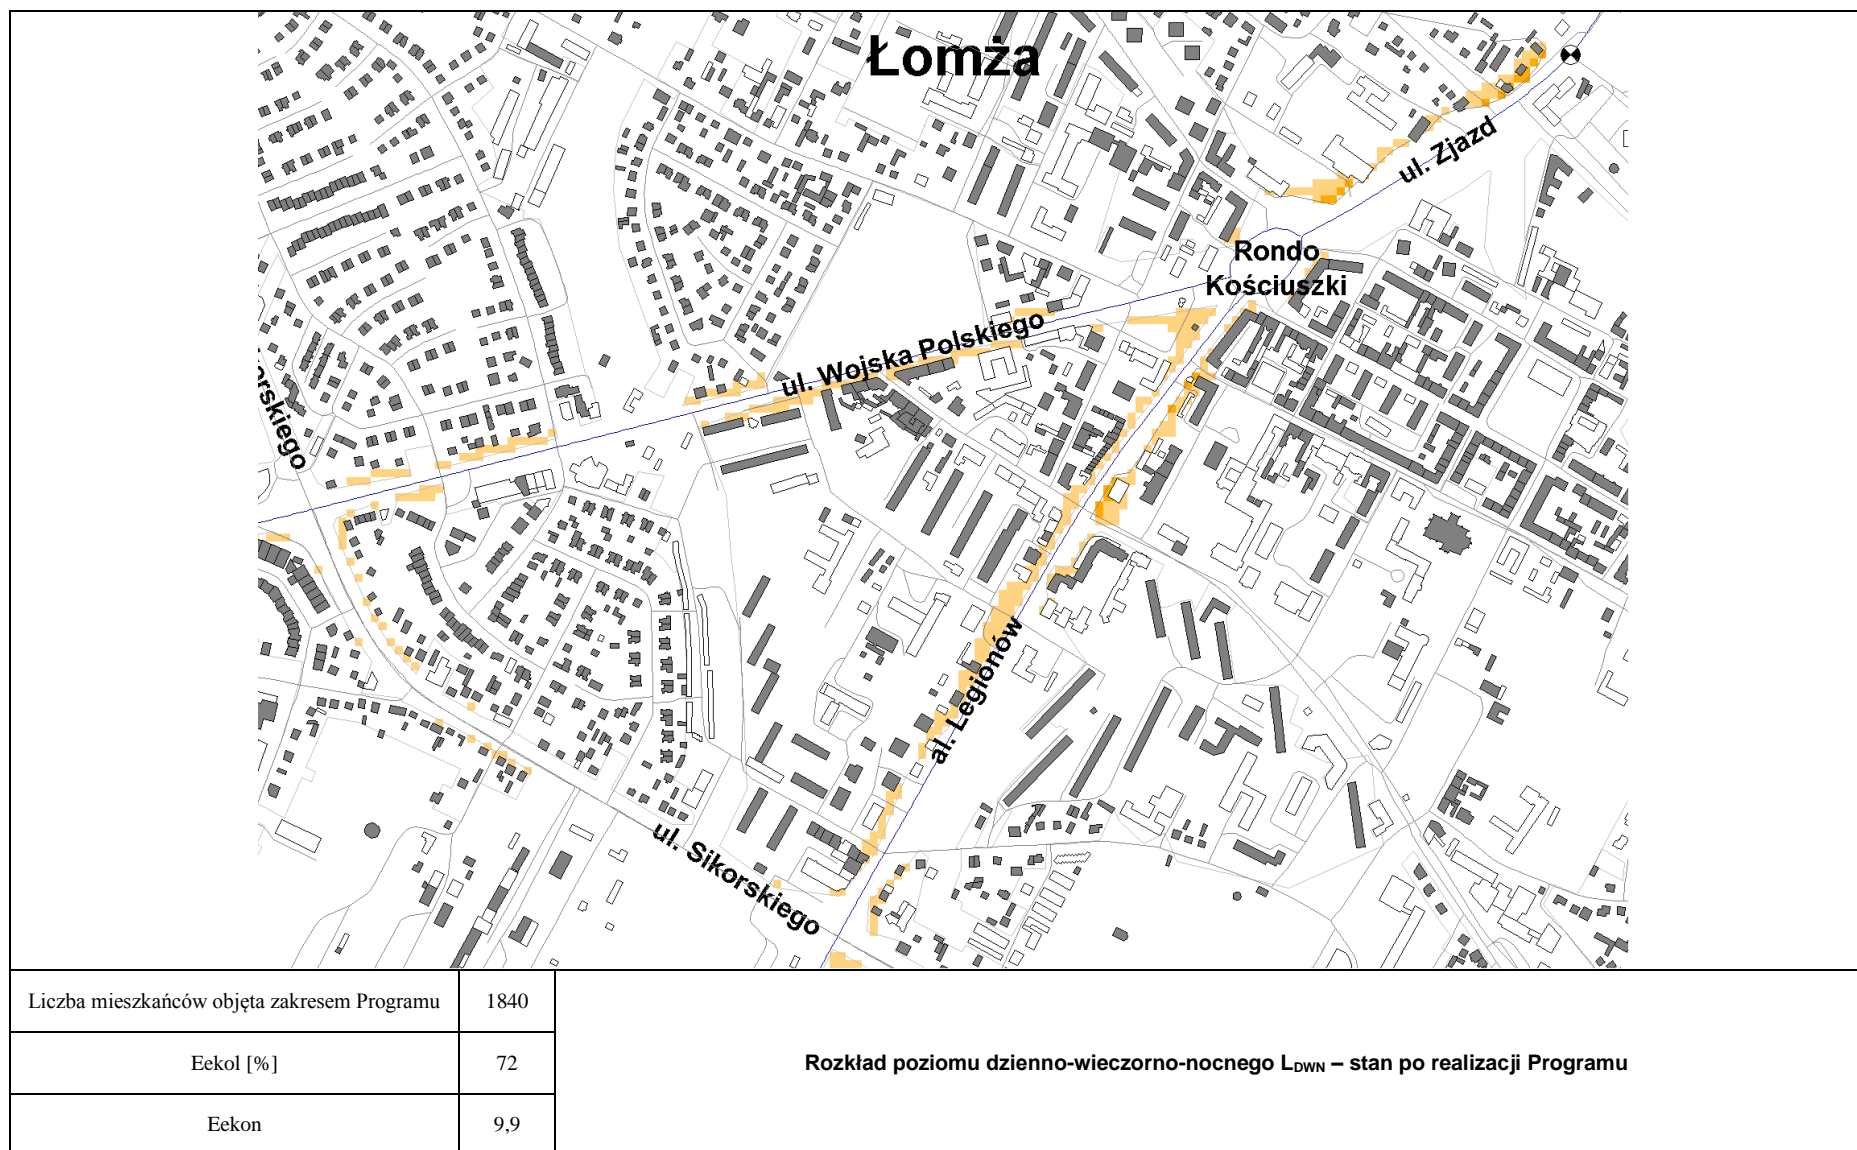 Łomża
ul. Zjazd
Rondo
Kościuszki
ul. Wojska Polskiego
orskiego
al. Legionów
ul. Sikorskiego
Liczba mieszkańców objęta zakresem Programu 1840
Eekol [%] 72
Rozkład poziomu dzienno-wieczorno-nocnego LDWN – stan po realizacji Programu
Eekon 9,9